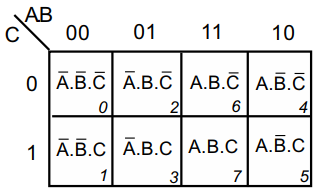 AB
C
00 01 11 10
0 A̅.B̅.C̅ A̅.B.C̅ A.B.C̅ A.B̅.C̅
0 2 6 4
1 A̅.B̅.C A̅.B.C A.B.C A.B̅.C
1 3 7 5